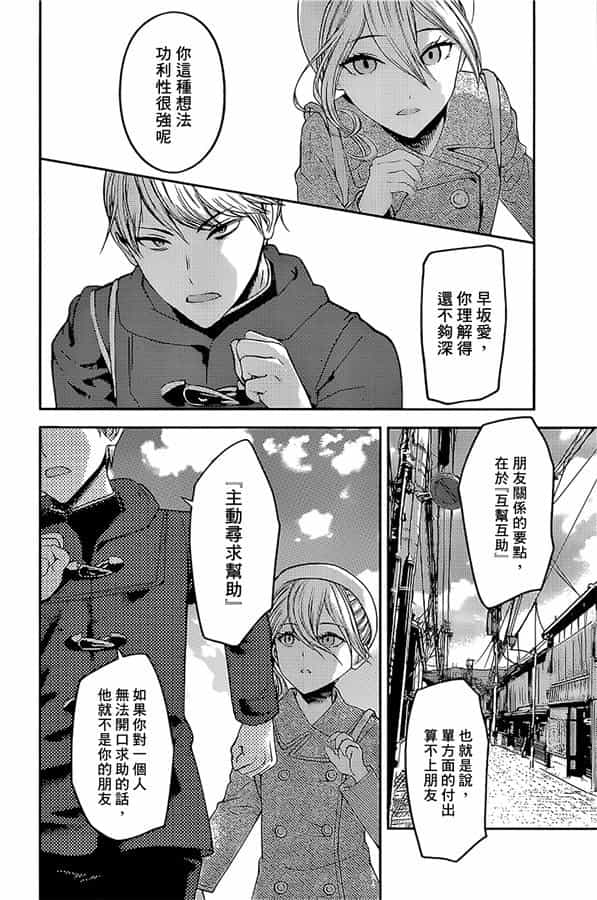 你這種想法
功利性很強呢
早坂愛，
你理解得
還不夠深
朋友關係的要點，
在於『互幫互助』
也就是說，
單方面的付出
算不上朋友
『主動尋求幫助』
如果你對一個人
無法開口求助的話，
他就不是你的朋友